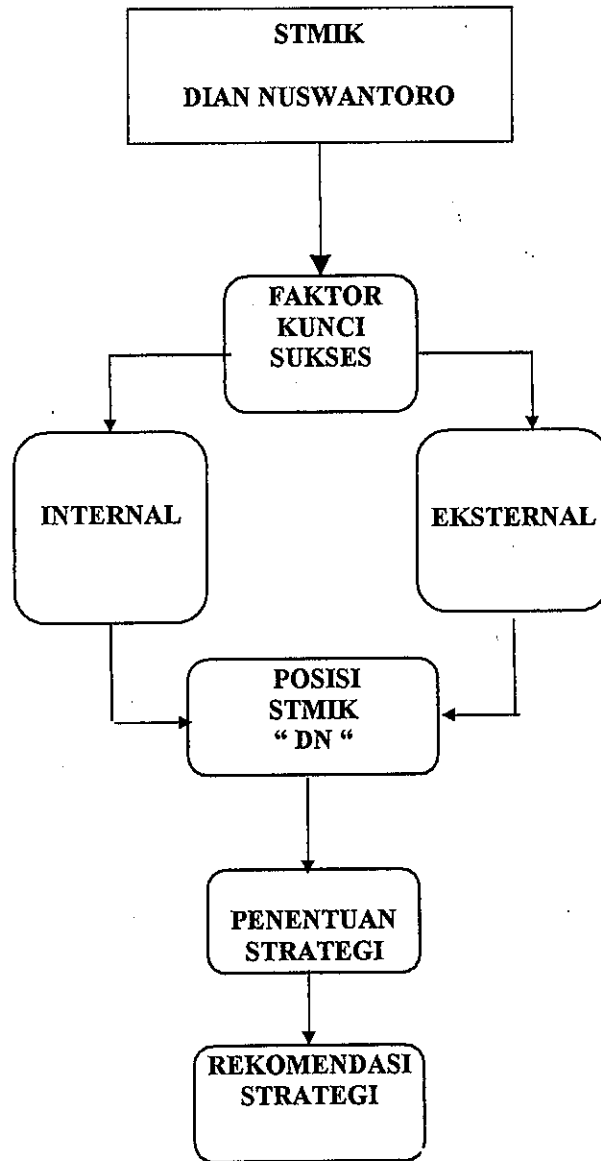 STMIK
DIAN NUSWANTORO
FAKTOR
KUNCI
SUKSES
INTERNAL
EKSTERNAL
POSISI
STMIK
“ DN “
PENENTUAN
STRATEGI
REKOMENDASI
STRATEGI